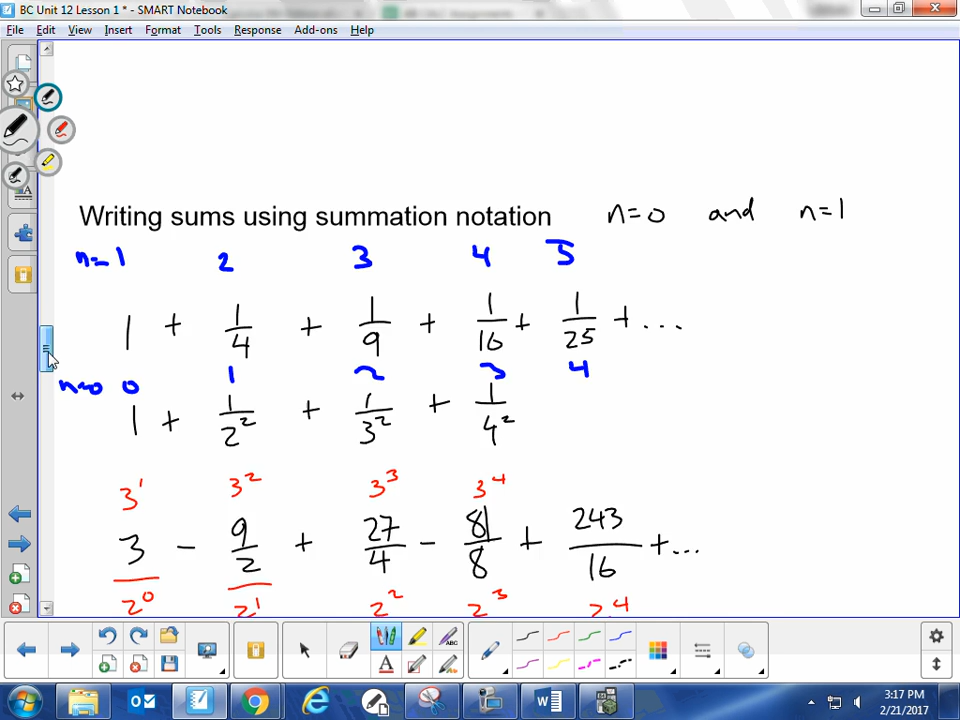 BC Unit 12 Lesson 1 * - SMART Notebook
File Edit View Insert Format Tools Response Add-ons Help
Writing sums using summation notation n=0 and n=1
n=1 2 3 4 5
1 + 1/4 + 1/9 + 1/16 + 1/25 + ...
n=0 0 1 2 3 4
1 + 1/2² + 1/3² + 1/4²
3¹ 3² 3³ 3⁴
3 − 9/2 + 27/4 − 81/8 + 243/16 + ...
2⁰ 2¹ 2² 2³ 2⁴
3:17 PM
2/21/2017